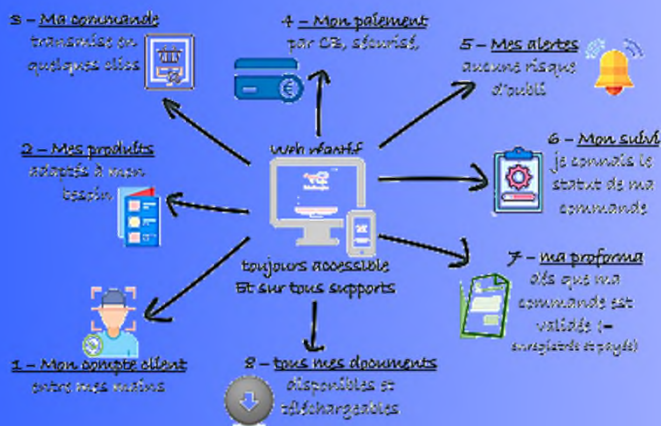 3 – Ma commande
transmise en
quelques clics
4 – Mon paiement
par CB, sécurisé,
5 – Mes alertes
aucune risque
d'oubli
2 – Mes produits
adaptés à mon
besoin
Web réactif
6 – Mon suivi
je connais le
statut de ma
commande
toujours accessible
Et sur tous supports
7 – ma proforma
dès que ma
commande est
validée (=
enregistrée et payée)
1 – Mon compte client
entre mes mains
8 – tous mes documents
disponibles et
téléchargeables